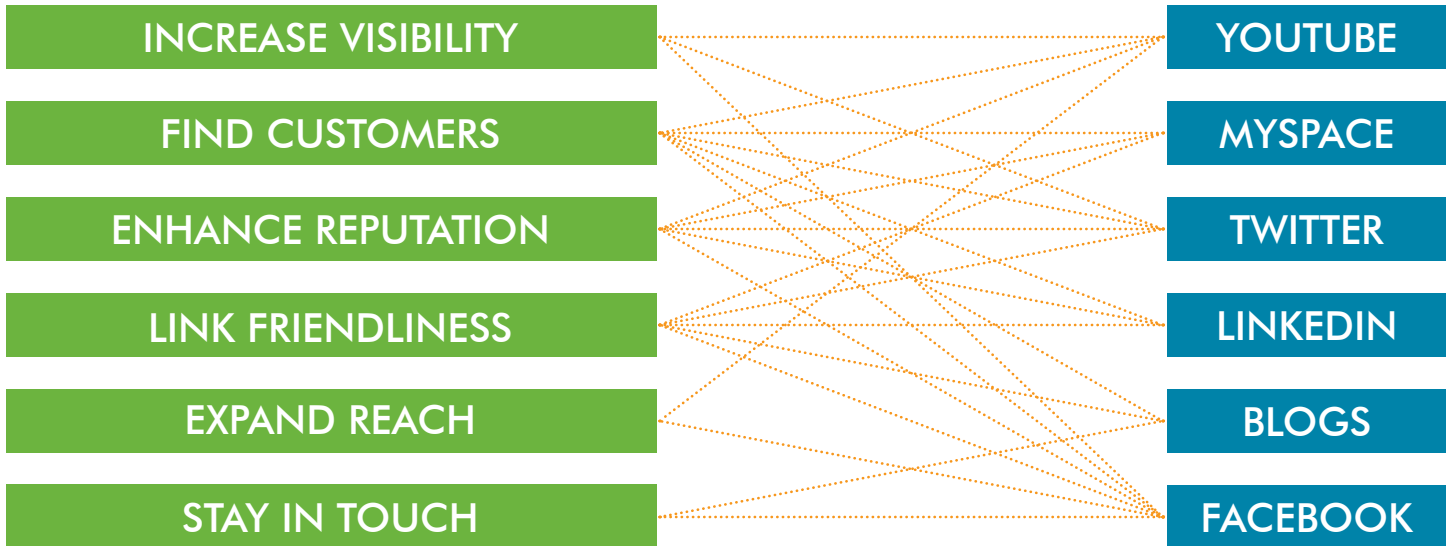 INCREASE VISIBILITY
YOUTUBE
FIND CUSTOMERS
MYSPACE
ENHANCE REPUTATION
TWITTER
LINK FRIENDLINESS
LINKEDIN
EXPAND REACH
BLOGS
STAY IN TOUCH
FACEBOOK